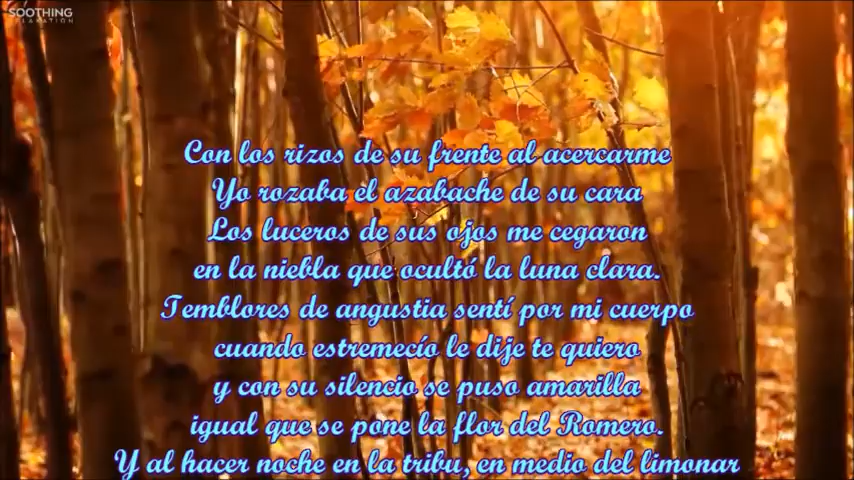 SOOTHING
RELAXATION
Con los rizos de su frente al acercarme
Yo rozaba el azabache de su cara
Los luceros de sus ojos me cegaron
en la niebla que ocultó la luna clara.
Temblores de angustia sentí por mi cuerpo
cuando estremecío le dije te quiero
y con su silencio se puso amarilla
igual que se pone la flor del Romero.
Y al hacer noche en la tribu, en medio del limonar